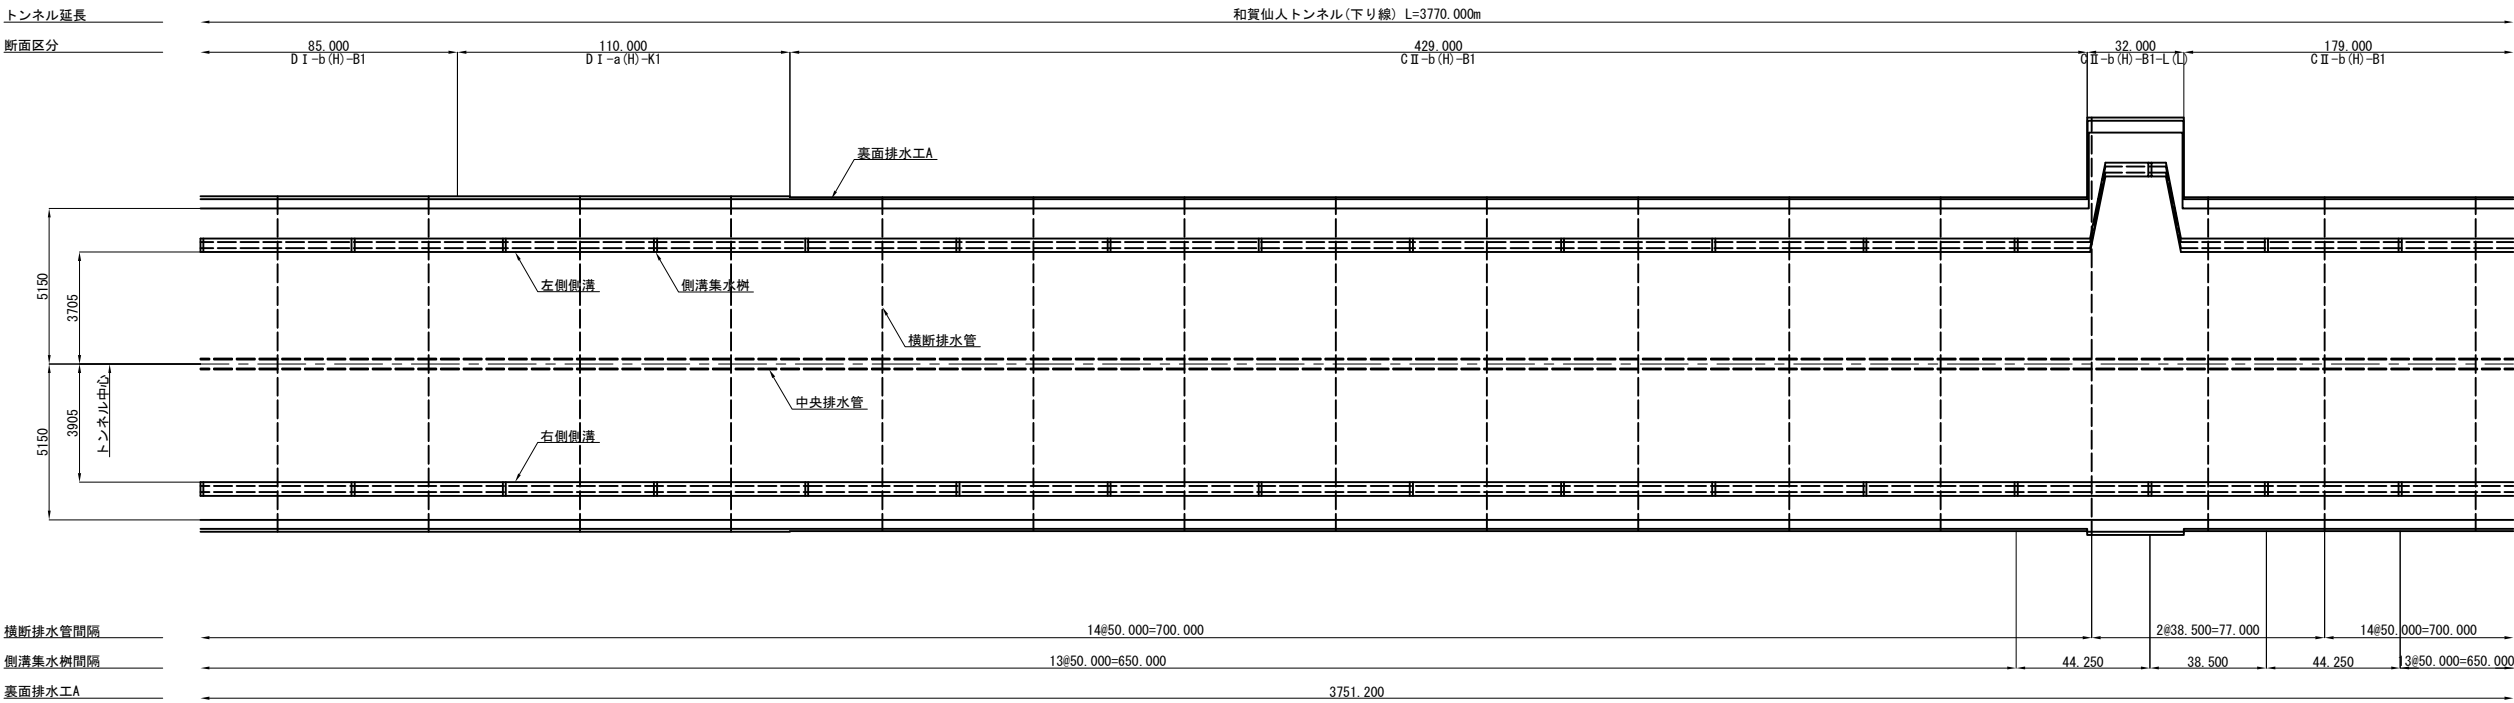 トンネル延長
和賀仙人トンネル(下り線) L=3770.000m
断面区分
85.000
110.000
429.000
32.000
179.000
DⅠ-b(H)-B1
DⅠ-a(H)-K1
CⅡ-b(H)-B1
CⅡ-b(H)-B1-L(L)
CⅡ-b(H)-B1
裏面排水工A
左側側溝
側溝集水桝
5150
3705
横断排水管
トンネル中心
中央排水管
3905
5150
右側側溝
横断排水管間隔
14@50.000=700.000
2@38.500=77.000
14@50.000=700.000
側溝集水桝間隔
13@50.000=650.000
44.250
38.500
44.250
13@50.000=650.000
裏面排水工A
3751.200